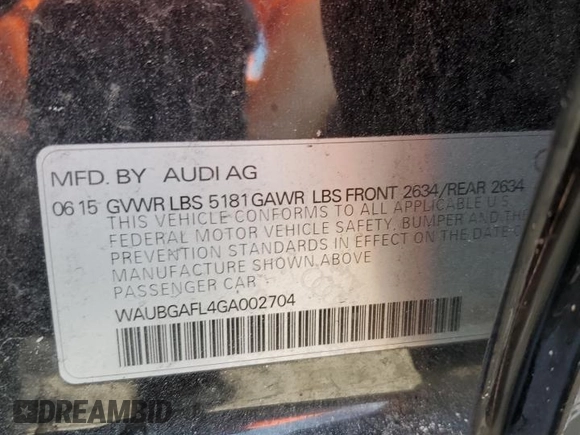 MFD. BY AUDI AG
06 15 GVWR LBS 5181 GAWR LBS FRONT 2634/REAR 2634
THIS VEHICLE CONFORMS TO ALL APPLICABLE U.S
FEDERAL MOTOR VEHICLE SAFETY, BUMPER AND THE
PREVENTION STANDARDS IN EFFECT ON THE DATE O
MANUFACTURE SHOWN.ABOVE
PASSENGER CAR
WAUBGAFL4GA002704
DREAMBID